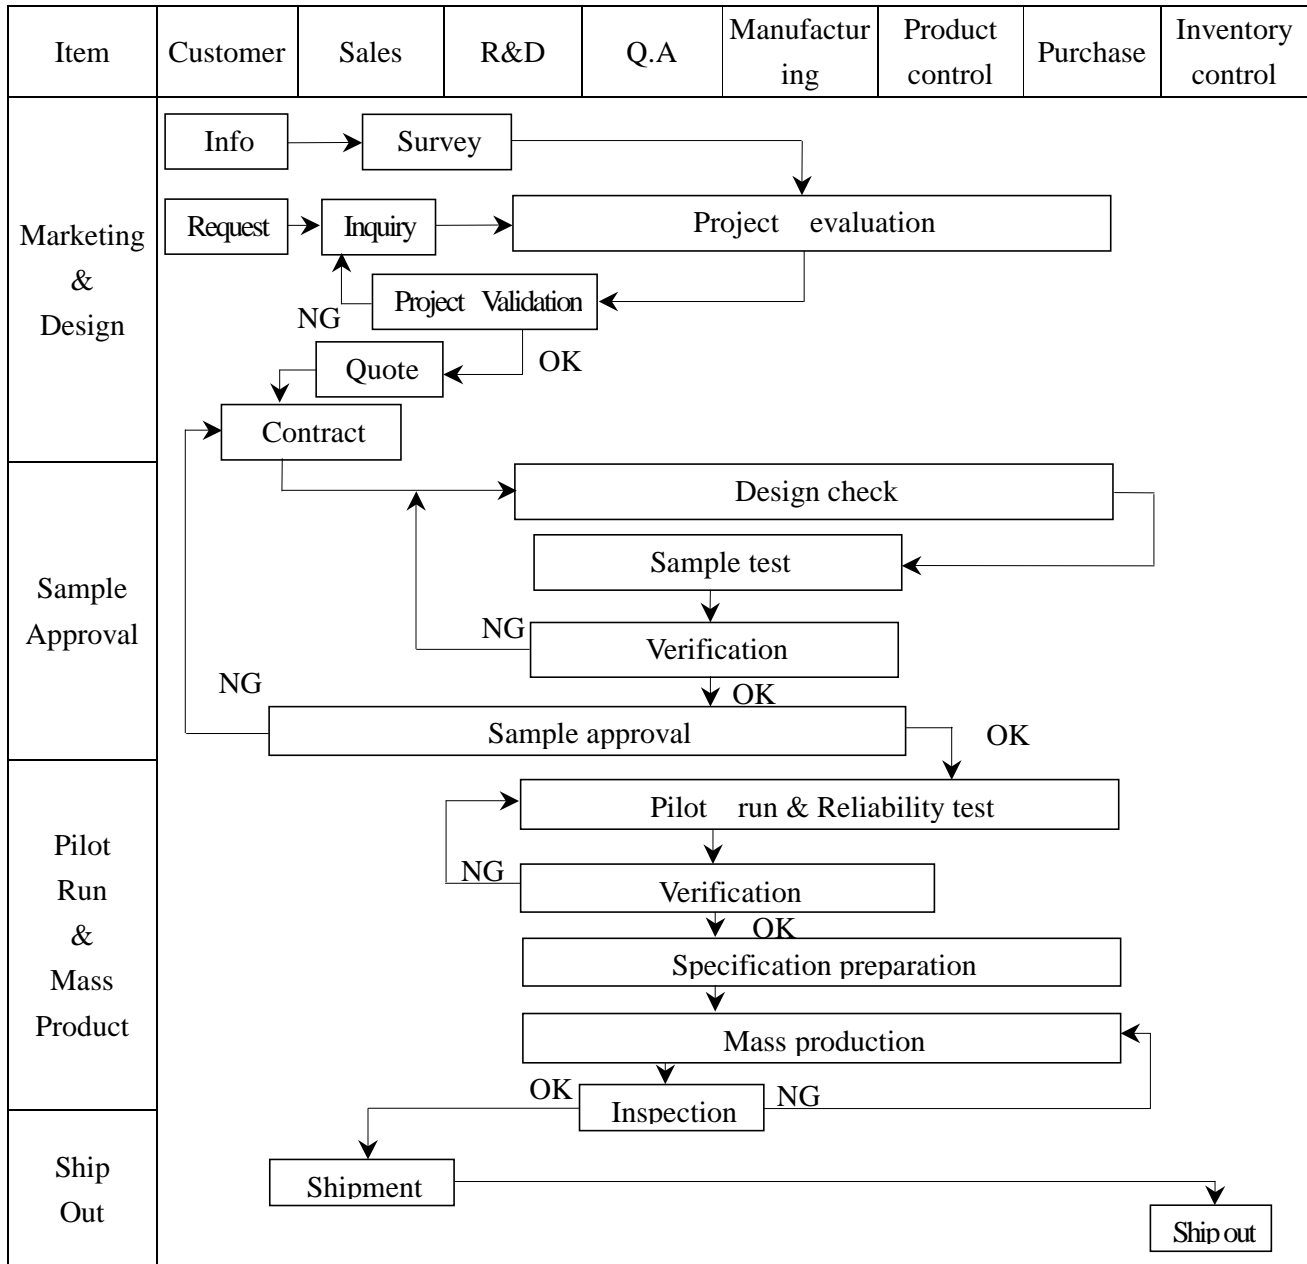 Item
Customer
Sales
R&D
Q.A
Manufactur
ing
Product
control
Purchase
Inventory
control
Marketing
&
Design
Info
Survey
Request
Inquiry
Project evaluation
Project Validation
NG
OK
Quote
Contract
Sample
Approval
Design check
Sample test
NG
Verification
NG
OK
Sample approval
OK
Pilot
Run
&
Mass
Product
Pilot run & Reliability test
NG
Verification
OK
Specification preparation
Mass production
OK
Inspection
NG
Ship
Out
Shipment
Ship out